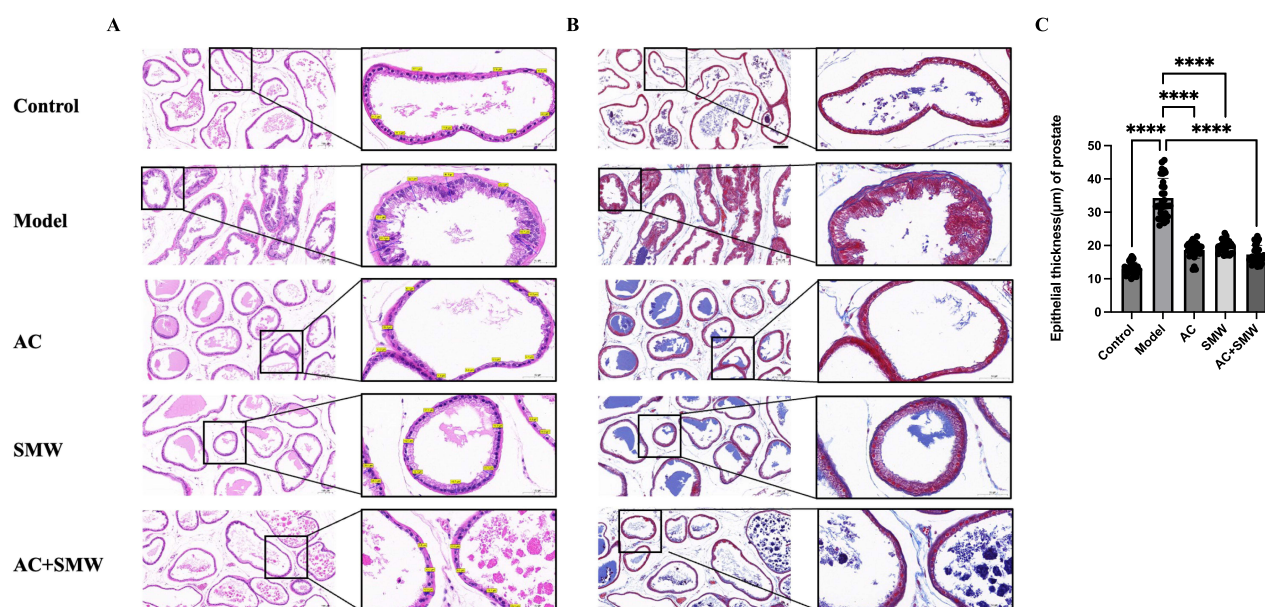 A
B
C
Control
Model
AC
SMW
AC+SMW
****
****
****
****
Epithelial thickness(μm) of prostate
50
40
30
20
10
0
Control
Model
AC
SMW
AC+SMW